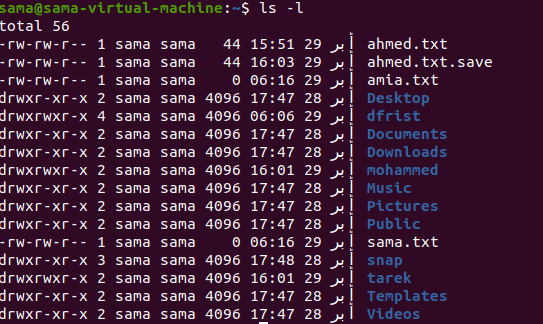 sama@sama-virtual-machine:~$ ls -l
total 56
-rw-rw-r-- 1 sama sama   44 15:51 29 أبر ahmed.txt
-rw-rw-r-- 1 sama sama   44 16:03 29 أبر ahmed.txt.save
-rw-rw-r-- 1 sama sama    0 06:16 29 أبر amia.txt
drwxr-xr-x 2 sama sama 4096 17:47 28 أبر Desktop
drwxrwxr-x 4 sama sama 4096 06:06 29 أبر dfrist
drwxr-xr-x 2 sama sama 4096 17:47 28 أبر Documents
drwxr-xr-x 2 sama sama 4096 17:47 28 أبر Downloads
drwxrwxr-x 2 sama sama 4096 16:01 29 أبر mohammed
drwxr-xr-x 2 sama sama 4096 17:47 28 أبر Music
drwxr-xr-x 2 sama sama 4096 17:47 28 أبر Pictures
drwxr-xr-x 2 sama sama 4096 17:47 28 أبر Public
-rw-rw-r-- 1 sama sama    0 06:16 29 أبر sama.txt
drwxr-xr-x 3 sama sama 4096 17:48 28 أبر snap
drwxrwxr-x 2 sama sama 4096 16:01 29 أبر tarek
drwxr-xr-x 2 sama sama 4096 17:47 28 أبر Templates
drwxr-xr-x 2 sama sama 4096 17:47 28 أبر Videos